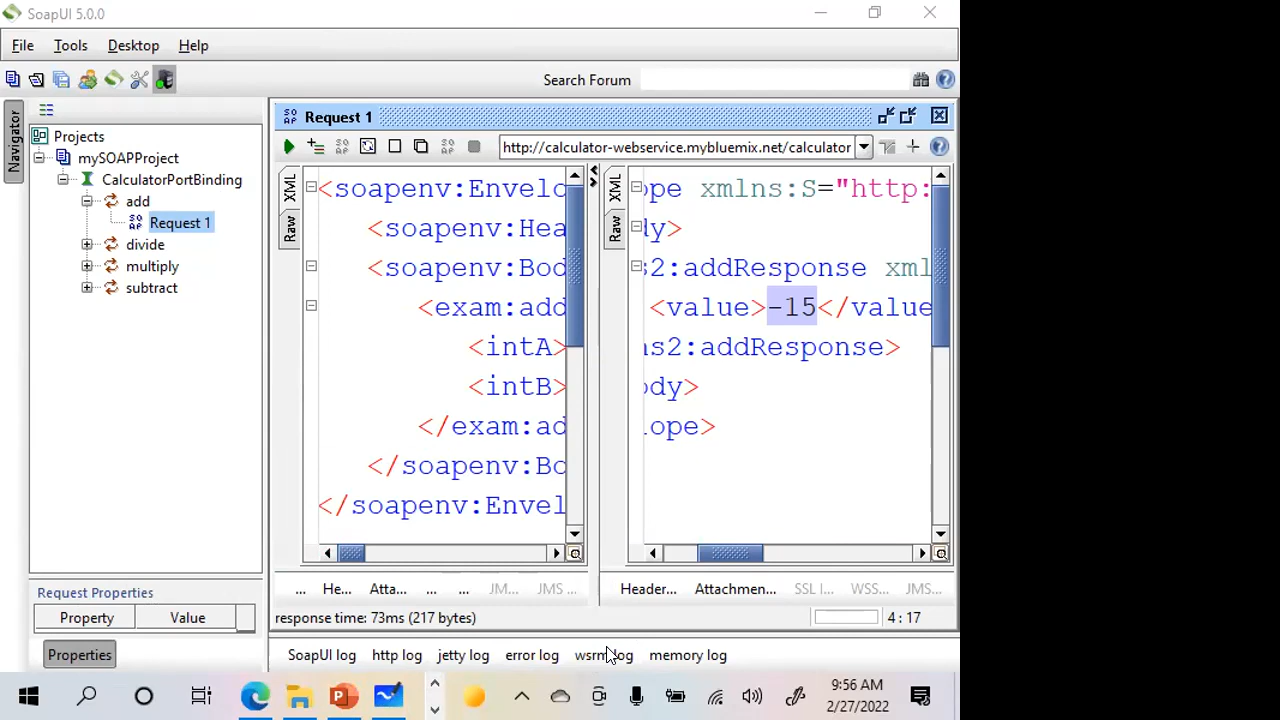 SoapUI 5.0.0
File Tools Desktop Help
Search Forum
Navigator
Projects
mySOAPProject
CalculatorPortBinding
add
Request 1
divide
multiply
subtract
Request Properties
Property Value
Properties
Request 1
http://calculator-webservice.mybluemix.net/calculator
XML
Raw
<soapenv:Envelo
<soapenv:Hea
<soapenv:Bod
<exam:add
<intA>
<intB>
</exam:ad
</soapenv:Bo
</soapenv:Envel
... He... Atta... ... ... JM... JMS ...
XML
Raw
ope xmlns:S="http:
dy>
s2:addResponse xml
<value>-15</value
ns2:addResponse>
ody>
lope>
Header... Attachmen... SSL I... WSS... JMS...
response time: 73ms (217 bytes)
4 : 17
SoapUI log http log jetty log error log wsrm log memory log
9:56 AM
2/27/2022